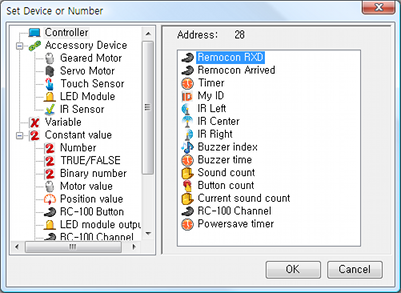 Set Device or Number
Controller
Accessory Device
Geared Motor
Servo Motor
Touch Sensor
LED Module
IR Sensor
Variable
Constant value
Number
TRUE/FALSE
Binary number
Motor value
Position value
RC-100 Button
LED module outpu
RC-100 Channel
Address: 28
Remocon RXD
Remocon Arrived
Timer
My ID
IR Left
IR Center
IR Right
Buzzer index
Buzzer time
Sound count
Button count
Current sound count
RC-100 Channel
Powersave timer
OK
Cancel